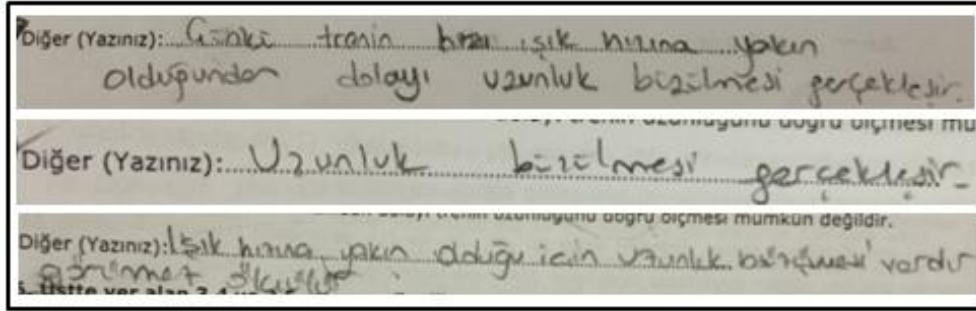 Diğer (Yazınız): Çünkü trenin hızı ışık hızına yakın
olduğundan dolayı uzunluk büzülmesi gerçekleşir.
uzunluğunu doğru ölçmesi mü
Diğer (Yazınız): Uzunluk büzülmesi gerçekleşir.
trenin uzunluğunu doğru ölçmesi mümkün değildir.
Diğer (Yazınız): Işık hızına yakın olduğu için uzunluk büzülmesi vardır
Üstte yer alan